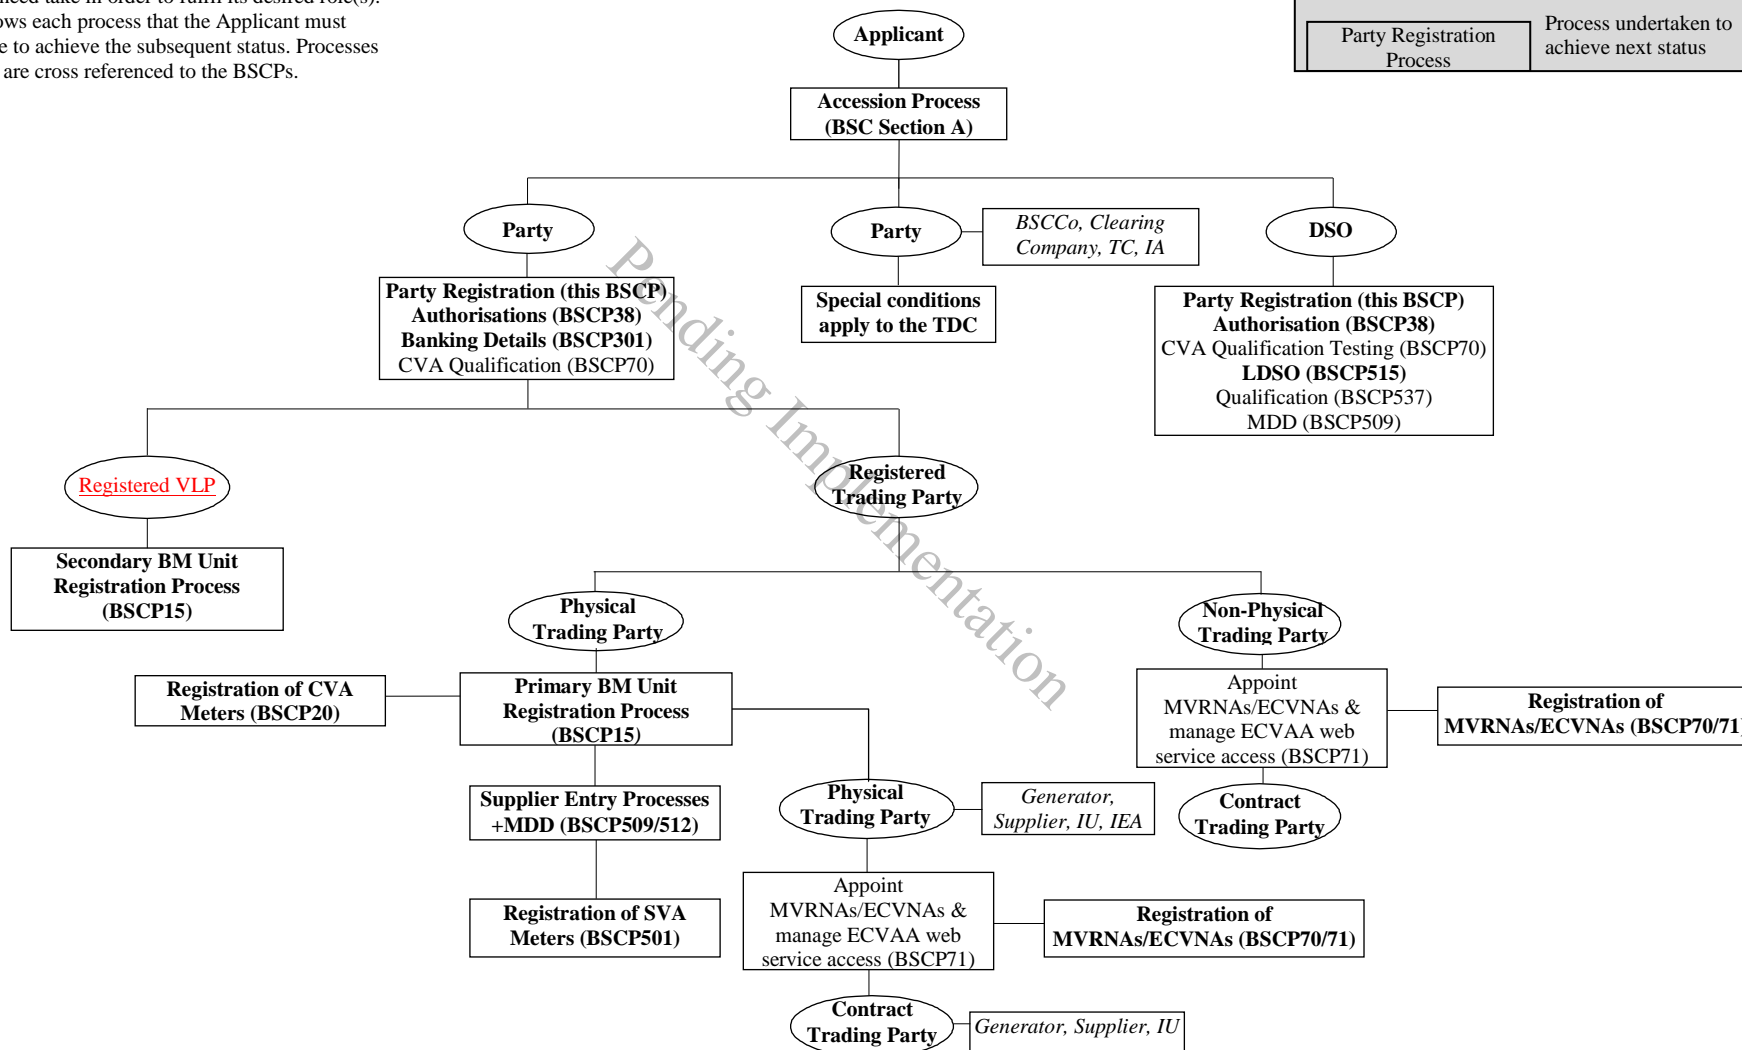 need take in order to fulfil its desired role(s).
ows each process that the Applicant must
e to achieve the subsequent status. Processes
are cross referenced to the BSCPs.
Applicant
Party Registration
Process
Process undertaken to
achieve next status
Accession Process
(BSC Section A)
Party
Party
BSCCo, Clearing
Company, TC, IA
DSO
Party Registration (this BSCP)
Authorisations (BSCP38)
Banking Details (BSCP301)
CVA Qualification (BSCP70)
Special conditions
apply to the TDC
Party Registration (this BSCP)
Authorisation (BSCP38)
CVA Qualification Testing (BSCP70)
LDSO (BSCP515)
Qualification (BSCP537)
MDD (BSCP509)
Pending Implementation
Registered VLP
Registered
Trading Party
Secondary BM Unit
Registration Process
(BSCP15)
Physical
Trading Party
Non-Physical
Trading Party
Registration of CVA
Meters (BSCP20)
Primary BM Unit
Registration Process
(BSCP15)
Appoint
MVRNAs/ECVNAs &
manage ECVAA web
service access (BSCP71)
Registration of
MVRNAs/ECVNAs (BSCP70/71)
Supplier Entry Processes
+MDD (BSCP509/512)
Physical
Trading Party
Generator,
Supplier, IU, IEA
Contract
Trading Party
Registration of SVA
Meters (BSCP501)
Appoint
MVRNAs/ECVNAs &
manage ECVAA web
service access (BSCP71)
Registration of
MVRNAs/ECVNAs (BSCP70/71)
Contract
Trading Party
Generator, Supplier, IU